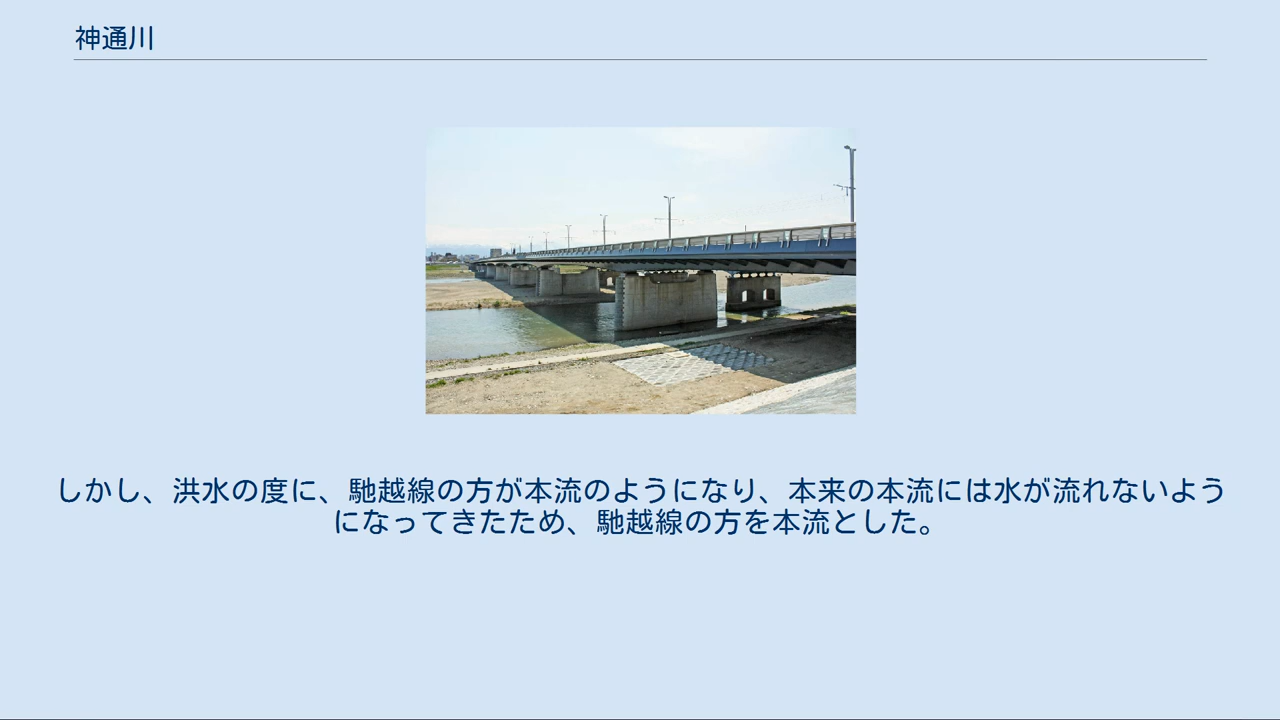 神通川
しかし、洪水の度に、馳越線の方が本流のようになり、本来の本流には水が流れないよう
になってきたため、馳越線の方を本流とした。